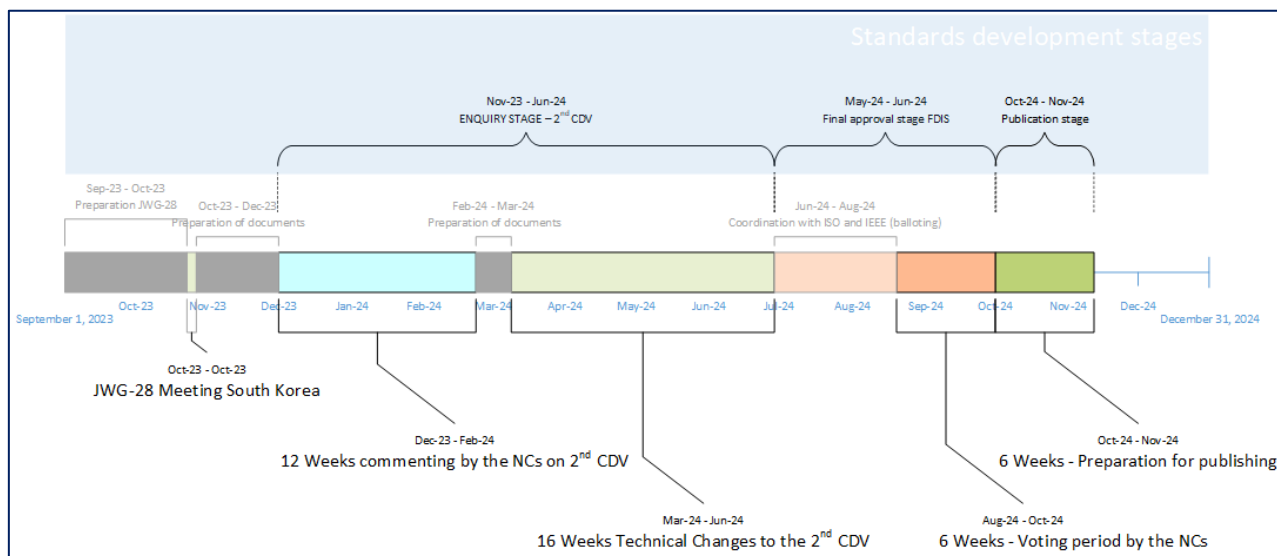 Standards development stages
Nov-23 - Jun-24
ENQUIRY STAGE – 2nd CDV
May-24 - Jun-24
Final approval stage FDIS
Oct-24 - Nov-24
Publication stage
Sep-23 - Oct-23
Preparation JWG-28
Oct-23 - Dec-23
Preparation of documents
Feb-24 - Mar-24
Preparation of documents
Jun-24 - Aug-24
Coordination with ISO and IEEE (balloting)
Oct-23
Nov-23
Dec-23
Jan-24
Feb-24
Mar-24
Apr-24
May-24
Jun-24
Jul-24
Aug-24
Sep-24
Oct-24
Nov-24
Dec-24
September 1, 2023
December 31, 2024
Oct-23 - Oct-23
JWG-28 Meeting South Korea
Dec-23 - Feb-24
12 Weeks commenting by the NCs on 2nd CDV
Oct-24 - Nov-24
6 Weeks - Preparation for publishing
Mar-24 - Jun-24
16 Weeks Technical Changes to the 2nd CDV
Aug-24 - Oct-24
6 Weeks - Voting period by the NCs